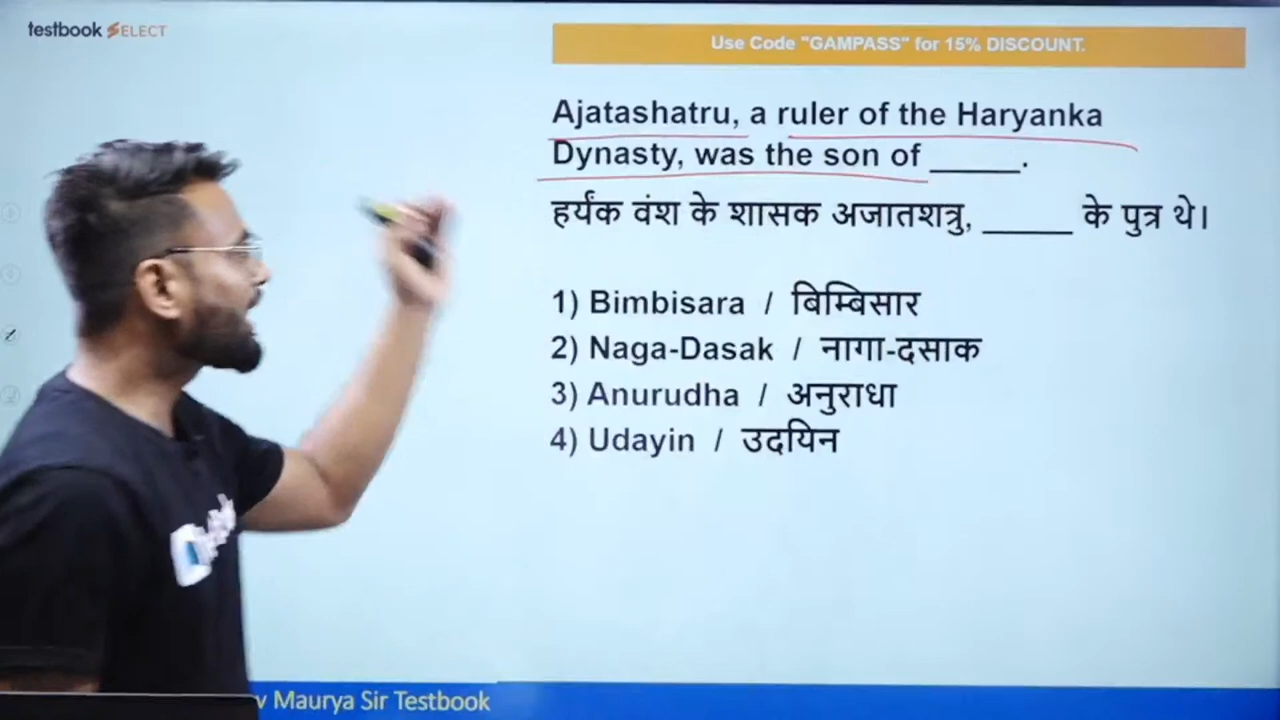 testbook SELECT
Use Code "GAMPASS" for 15% DISCOUNT.
Ajatashatru, a ruler of the Haryanka
Dynasty, was the son of _____.
हर्यंक वंश के शासक अजातशत्रु, _____ के पुत्र थे।
1) Bimbisara / बिम्बिसार
2) Naga-Dasak / नागा-दसाक
3) Anurudha / अनुराधा
4) Udayin / उदयिन
v Maurya Sir Testbook